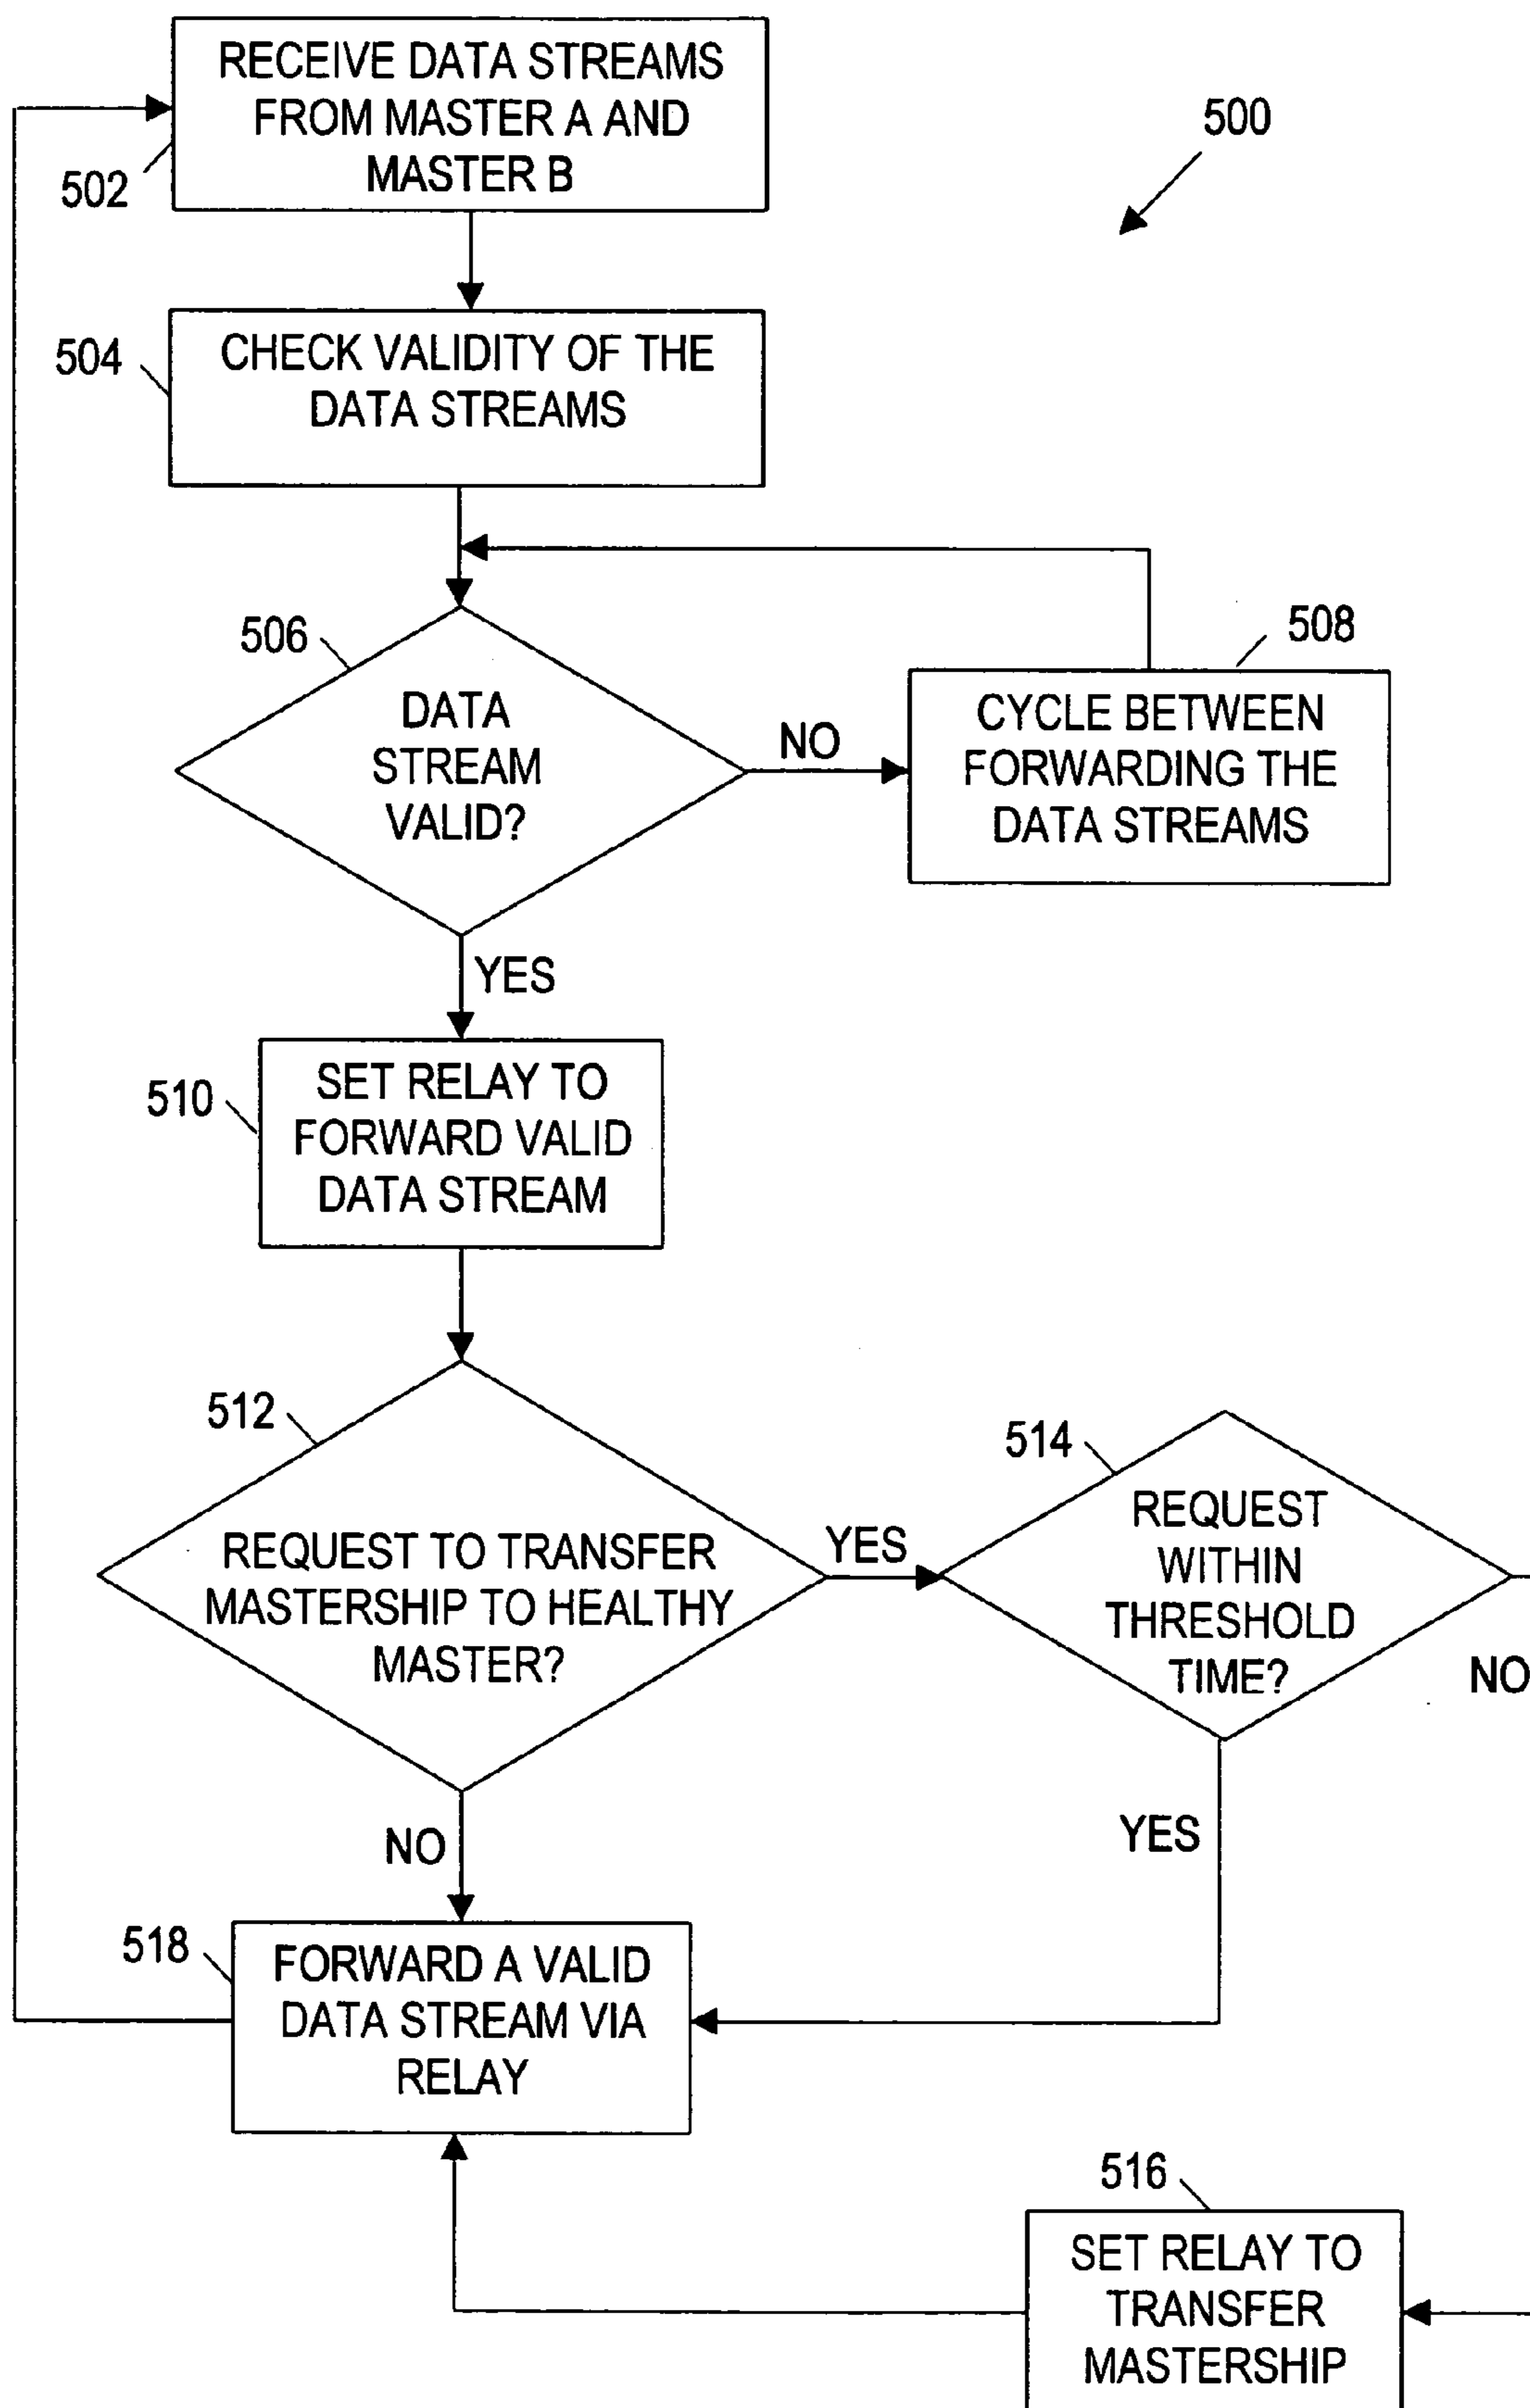 RECEIVE DATA STREAMS
FROM MASTER A AND
MASTER B
502
500
504
CHECK VALIDITY OF THE
DATA STREAMS
506
DATA
STREAM
VALID?
NO
508
CYCLE BETWEEN
FORWARDING THE
DATA STREAMS
YES
510
SET RELAY TO
FORWARD VALID
DATA STREAM
512
REQUEST TO TRANSFER
MASTERSHIP TO HEALTHY
MASTER?
YES
514
REQUEST
WITHIN
THRESHOLD
TIME?
NO
NO
YES
518
FORWARD A VALID
DATA STREAM VIA
RELAY
516
SET RELAY TO
TRANSFER
MASTERSHIP